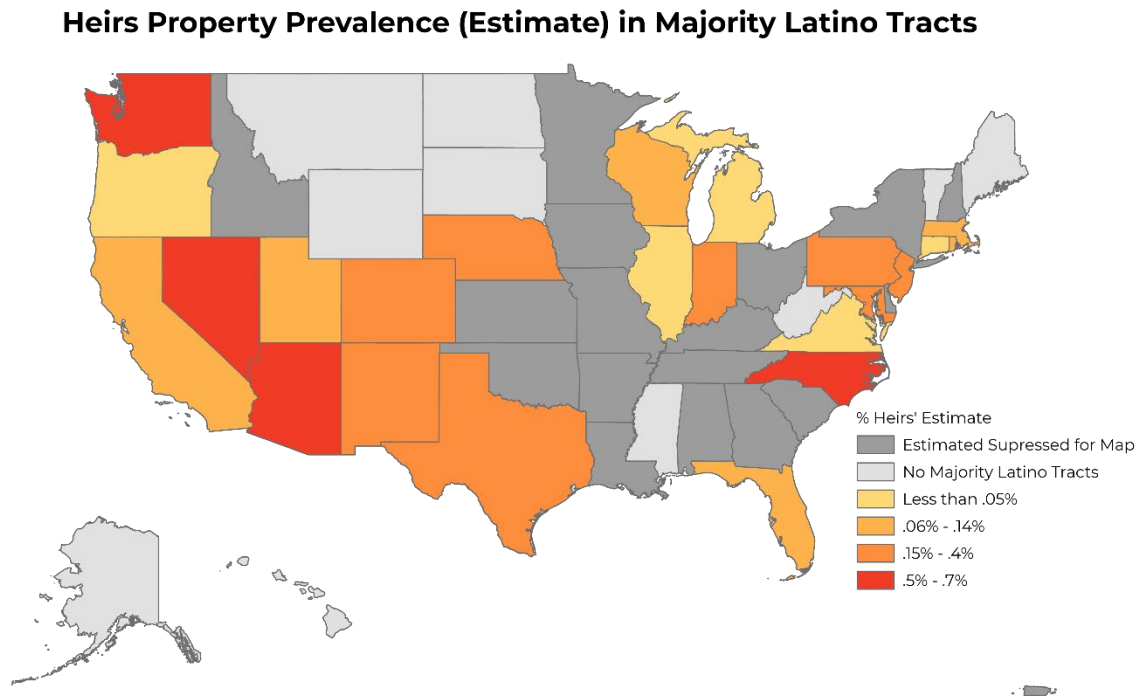 Heirs Property Prevalence (Estimate) in Majority Latino Tracts
% Heirs' Estimate
Estimated Supressed for Map
No Majority Latino Tracts
Less than .05%
.06% - .14%
.15% - .4%
.5% - .7%